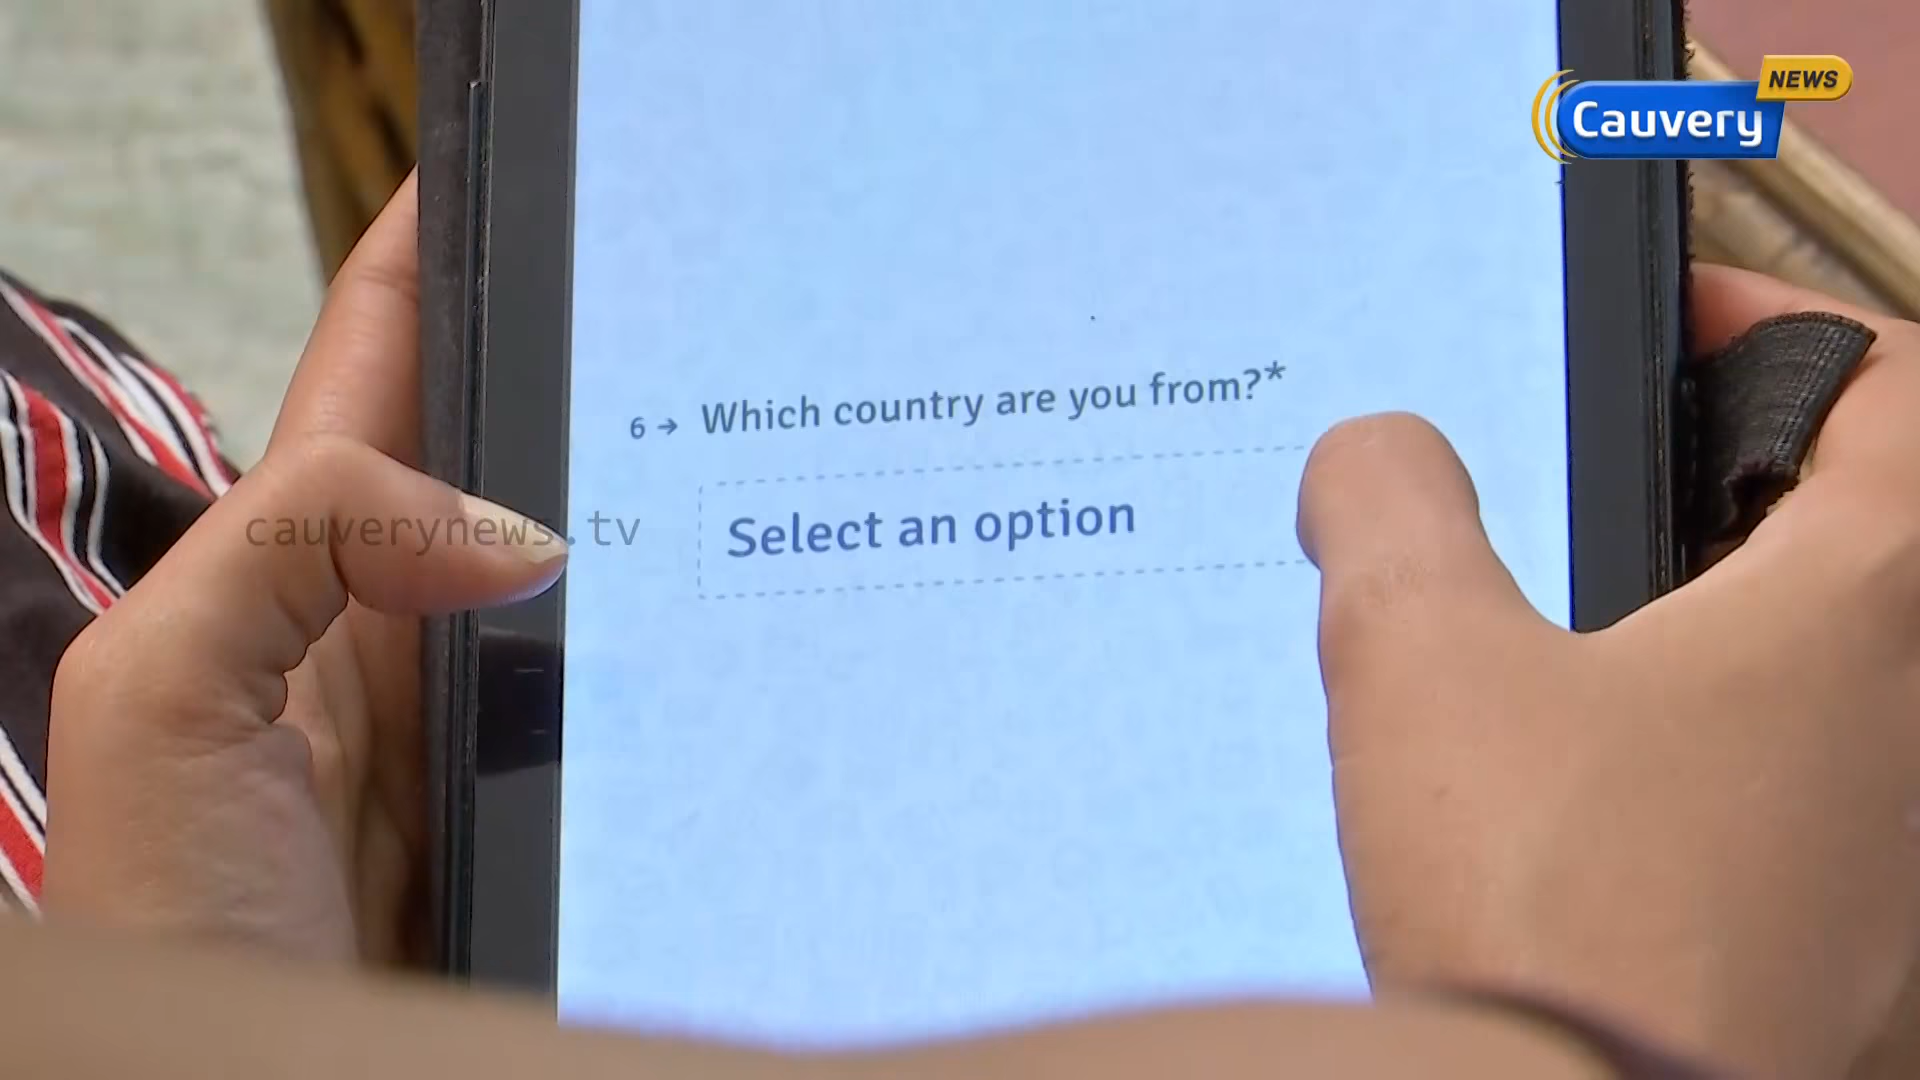 NEWS
Cauvery
6 → Which country are you from?*
Select an option
cauverynews.tv